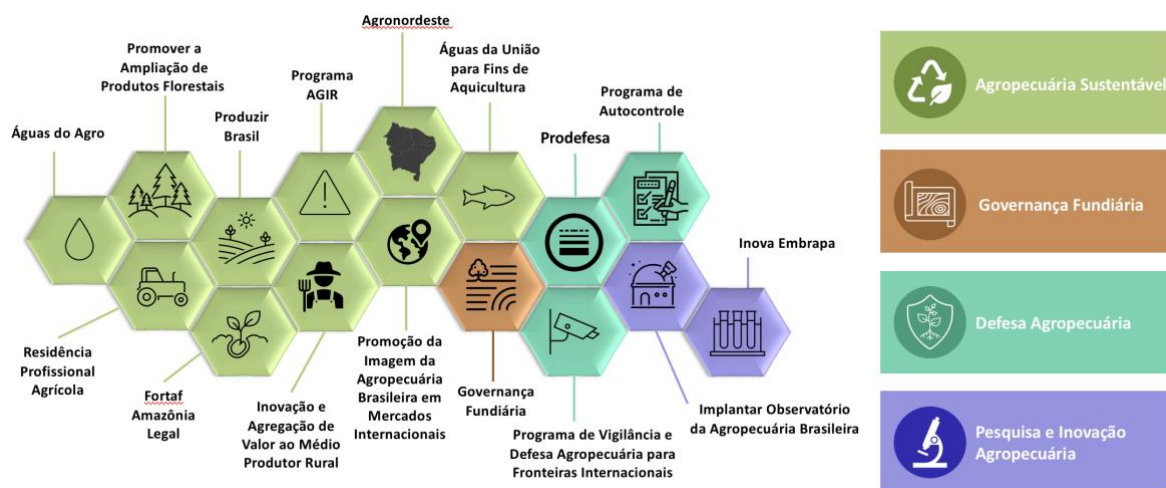 Agronordeste
Promover a
Ampliação de
Produtos Florestais
Águas da União
para Fins de
Aquicultura
Programa
AGIR
Programa de
Autocontrole
Águas do Agro
Produzir
Brasil
Prodefesa
Inova Embrapa
Residência
Profissional
Agrícola
Fortaf
Amazônia
Legal
Inovação e
Agregação de
Valor ao Médio
Produtor Rural
Promoção da
Imagem da
Agropecuária
Brasileira em
Mercados
Internacionais
Governança
Fundiária
Programa de Vigilância e
Defesa Agropecuária para
Fronteiras Internacionais
Implantar Observatório
da Agropecuária Brasileira
Agropecuária Sustentável
Governança Fundiária
Defesa Agropecuária
Pesquisa e Inovação
Agropecuária